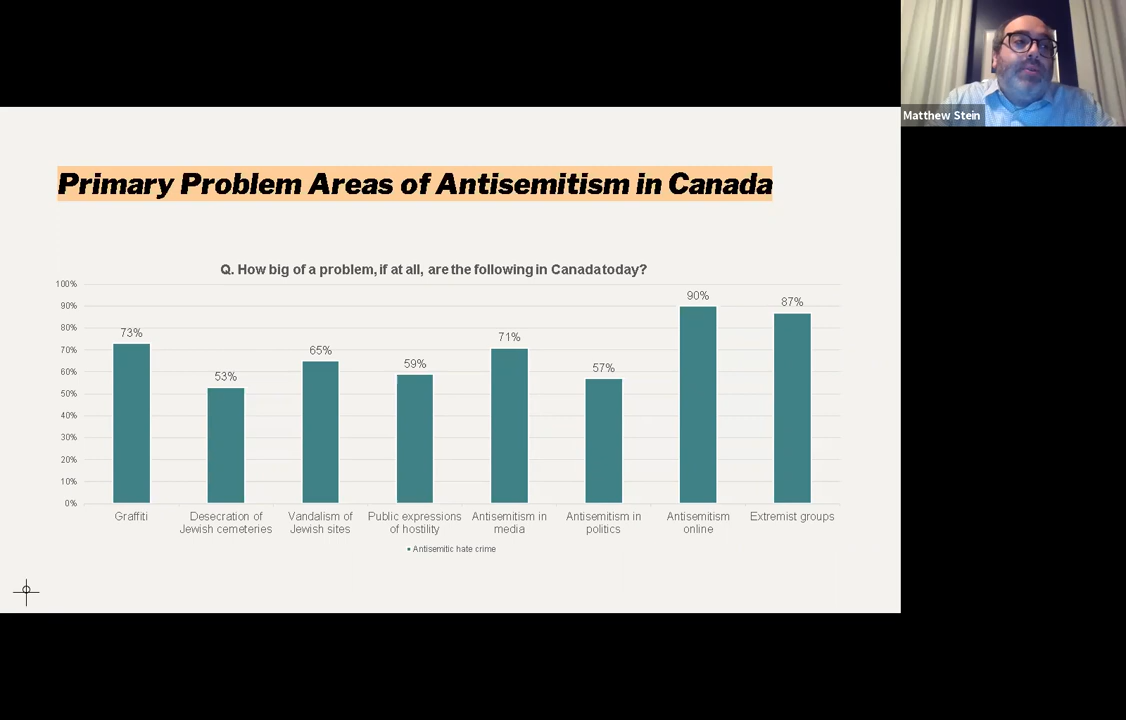 Matthew Stein
Primary Problem Areas of Antisemitism in Canada
Q. How big of a problem, if at all, are the following in Canada today?
100%
90%
80%
70%
60%
50%
40%
30%
20%
10%
0%
73%
53%
65%
59%
71%
57%
90%
87%
Graffiti
Desecration of
Jewish cemeteries
Vandalism of
Jewish sites
Public expressions
of hostility
Antisemitism in
media
Antisemitism in
politics
Antisemitism
online
Extremist groups
▪ Antisemitic hate crime